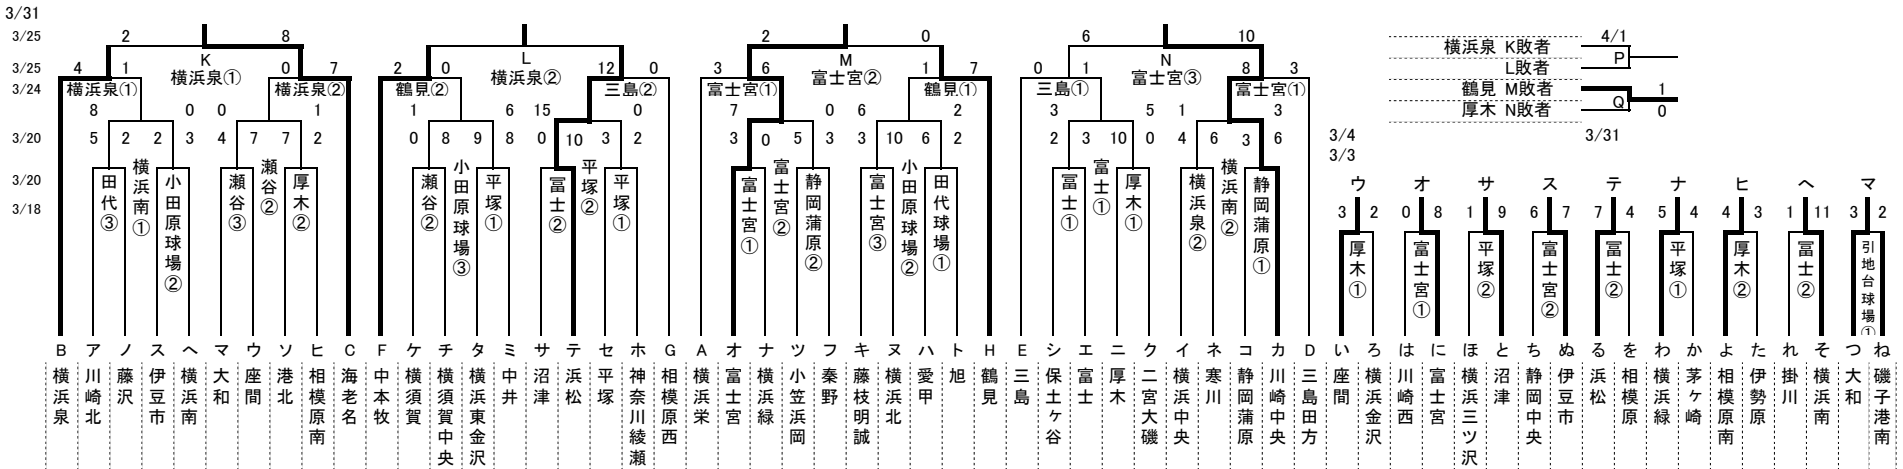 3/31
3/25 2 8 6 10 2 0
K L M N
横浜泉① 横浜泉② 富士宮② 富士宮③
3/25 4 1 0 7 2 0 12 0 3 6 1 7 0 1 8 3
3/24 横浜泉① 横浜泉② 鶴見② 三島② 富士宮① 鶴見① 三島① 富士宮①
8 0 0 1 1 6 15 0 7 0 6 2 3 5 1 3
3/20 5 2 2 3 4 7 7 2 0 8 9 8 0 10 3 2 3 0 5 3 3 10 6 2 2 3 10 0 4 6 3 6
横浜南① 瀬谷② 小田原球場③ 平塚② 富士宮② 小田原球場② 富士① 横浜南②
3/20 田代③ 小田原球場② 瀬谷③ 厚木② 瀬谷② 平塚① 富士② 平塚① 富士宮① 静岡蒲原② 富士宮③ 田代球場① 富士① 厚木① 横浜泉② 静岡蒲原①
3/18
横浜泉 K敗者 4/1
L敗者 P
鶴見 M敗者 1
厚木 N敗者 Q 0
3/31
3/4
3/3
ウ オ サ ス テ ナ ヒ ヘ マ
3 2 0 8 1 9 6 7 7 4 5 4 4 3 1 11 3 2
厚木① 富士宮① 平塚② 富士宮② 富士② 平塚① 厚木② 富士② 引地台球場①
B ア ノ ス ヘ マ ウ ソ ヒ C F ケ チ タ ミ サ テ セ ホ G A オ ナ ツ フ キ ヌ ハ ト H E シ エ ニ ク イ ネ コ カ D い ろ は に ほ と ち ぬ る を わ か よ た れ そ つ ね
横浜泉
川崎北
藤沢
伊豆市
横浜南
大和
座間
港北
相模原南
海老名
中本牧
横須賀
横須賀中央
横浜東金沢
中井
沼津
浜松
平塚
神奈川綾瀬
相模原西
横浜栄
富士宮
横浜緑
小笠浜岡
秦野
藤枝明誠
横浜北
愛甲
旭
鶴見
三島
保土ヶ谷
富士
厚木
二宮大磯
横浜中央
寒川
静岡蒲原
川崎中央
三島田方
座間
横浜金沢
川崎西
富士宮
横浜三ツ沢
沼津
静岡中央
伊豆市
浜松
相模原
横浜緑
茅ヶ崎
相模原南
伊勢原
掛川
横浜南
大和
磯子港南